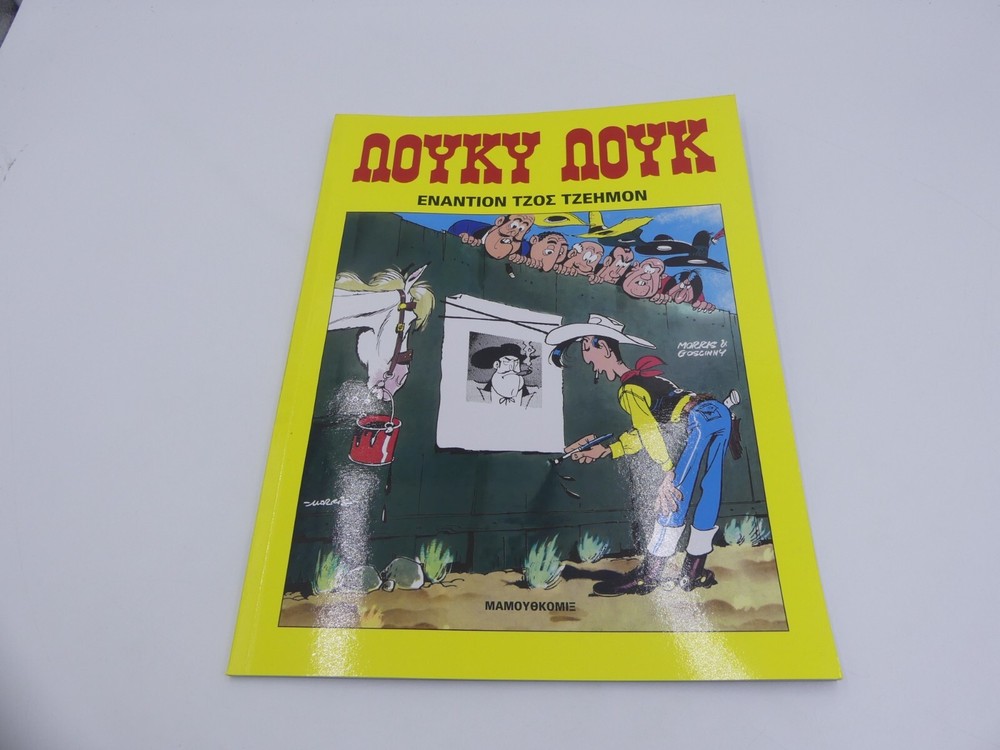 ΛΟΥΚΥ ΛΟΥΚ
ΕΝΑΝΤΙΟΝ ΤΖΟΣ ΤΖΕΗΜΟΝ
MORRIS &
GOSCINNY
MORRIS
ΜΑΜΟΥΘΚΟΜΙΞ